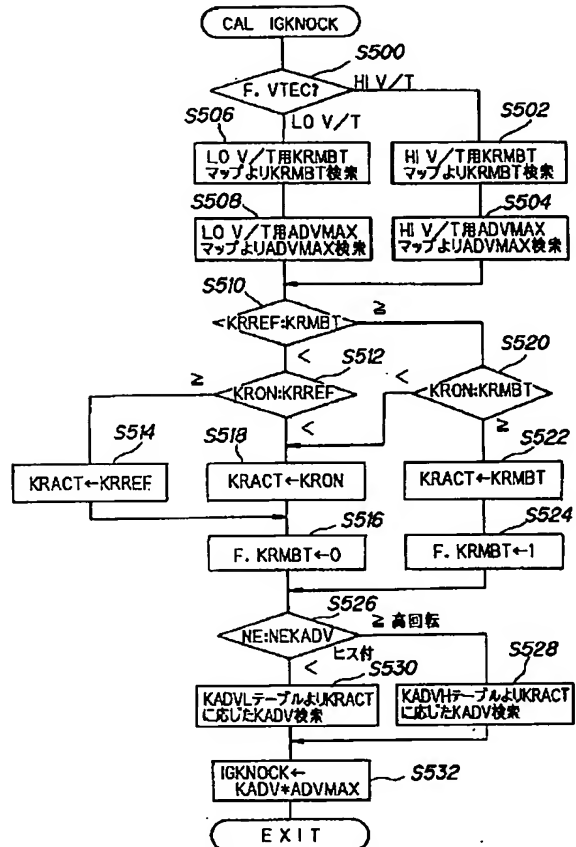 CAL IGKNOCK
S500
F. VTEC?
HI V/T
LO V/T
S506
S502
LO V/T用KRMBT
マップよりKRMBT検索
HI V/T用KRMBT
マップよりKRMBT検索
S508
S504
LO V/T用ADVMAX
マップよりADVMAX検索
HI V/T用ADVMAX
マップよりADVMAX検索
S510
KRREF:KRMBT
≧
<
S512
S520
≧
KRON:KRREF
<
KRON:KRMBT
<
≧
S514
S518
S522
KRACT←KRREF
KRACT←KRON
KRACT←KRMBT
S516
S524
F. KRMBT←0
F. KRMBT←1
S526
NE:NEKADV
≧ 高回転
ヒス付
<
S530
S528
KADVLテーブルよりKRACT
に応じたKADV検索
KADVHテーブルよりKRACT
に応じたKADV検索
IGKNOCK←
KADV*ADVMAX
S532
EXIT